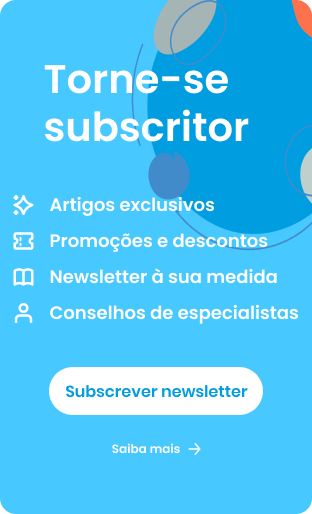 Torne-se
subscritor
Artigos exclusivos
Promoções e descontos
Newsletter à sua medida
Conselhos de especialistas
Subscrever newsletter
Saiba mais →